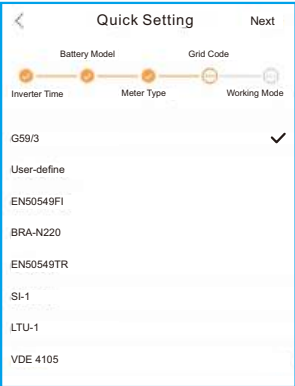 Quick Setting Next
Battery Model Grid Code
Inverter Time Meter Type Working Mode
G59/3
User-define
EN50549FI
BRA-N220
EN50549TR
SI-1
LTU-1
VDE 4105